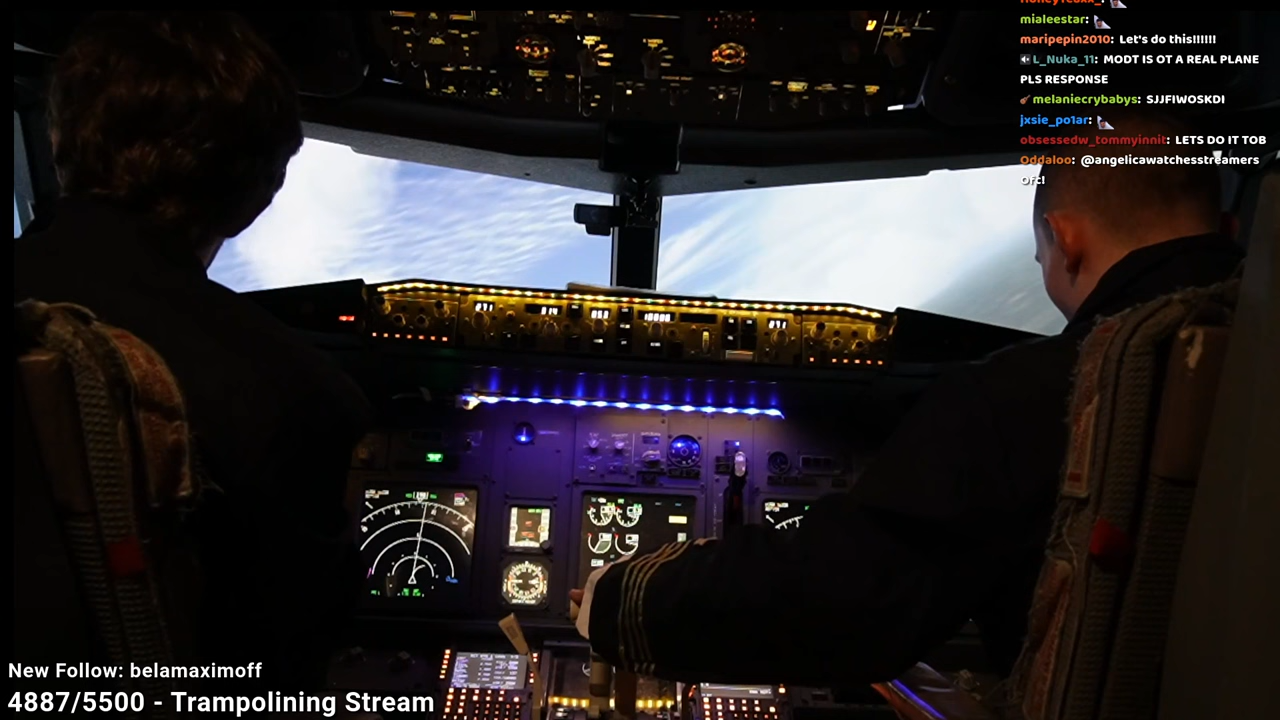 mialeestar:
maripepin2010: Let's do this!!!!!!
L_Nuka_11: MODT IS OT A REAL PLANE
PLS RESPONSE
melaniecrybabys: SJJFIWOSKDI
jxsie_po1ar:
obsessedw_tommyinnit: LETS DO IT TOB
Oddaloo: @angelicawatchesstreamers
Ofc!
New Follow: belamaximoff
4887/5500 - Trampolining Stream